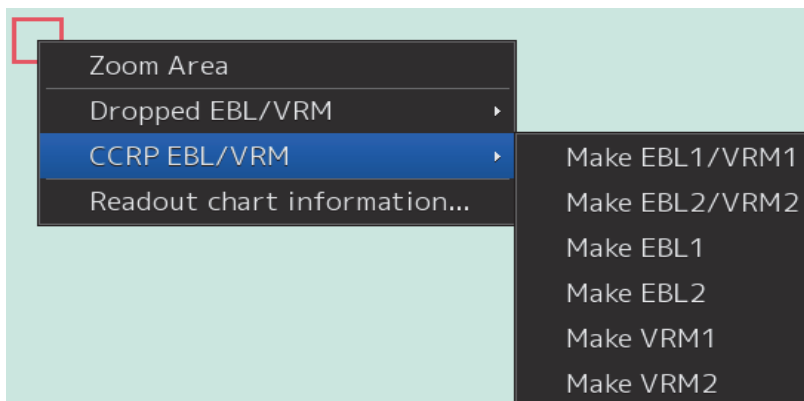 Zoom Area
Dropped EBL/VRM
CCRP EBL/VRM
Readout chart information...
Make EBL1/VRM1
Make EBL2/VRM2
Make EBL1
Make EBL2
Make VRM1
Make VRM2